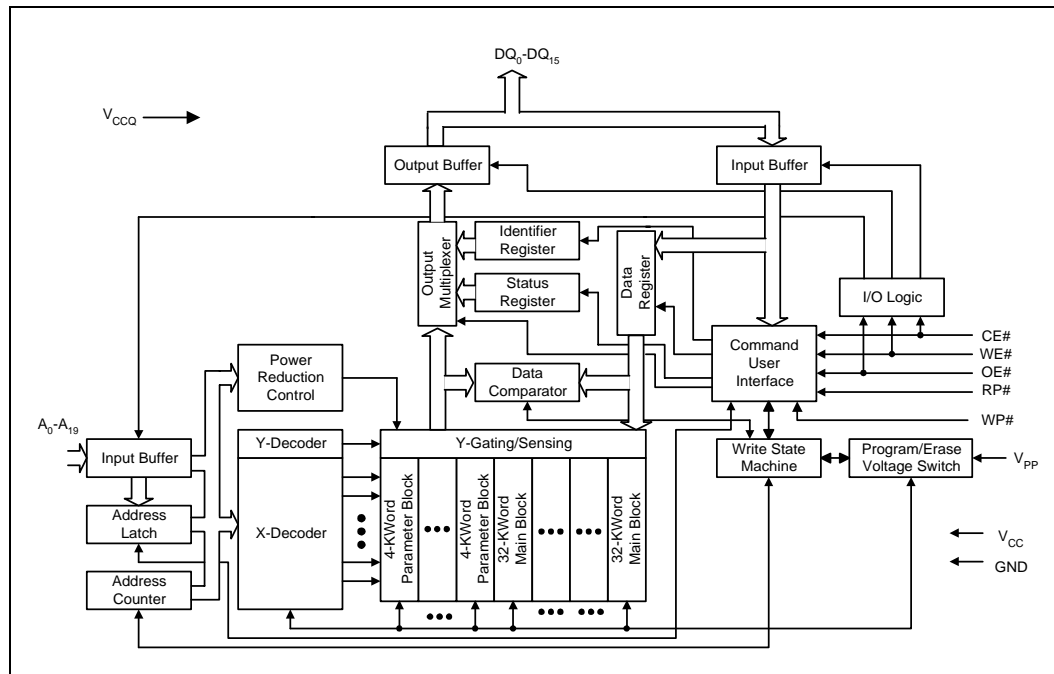 DQ0-DQ15
VCCQ
Output Buffer
Input Buffer
Output
Multiplexer
Identifier
Register
Status
Register
Data
Register
I/O Logic
Command
User
Interface
CE#
WE#
OE#
RP#
WP#
Power
Reduction
Control
Data
Comparator
A0-A19
Input Buffer
Y-Decoder
Y-Gating/Sensing
Write State
Machine
Program/Erase
Voltage Switch
VPP
Address
Latch
X-Decoder
4-KWord
Parameter Block
4-KWord
Parameter Block
32-KWord
Main Block
32-KWord
Main Block
VCC
GND
Address
Counter